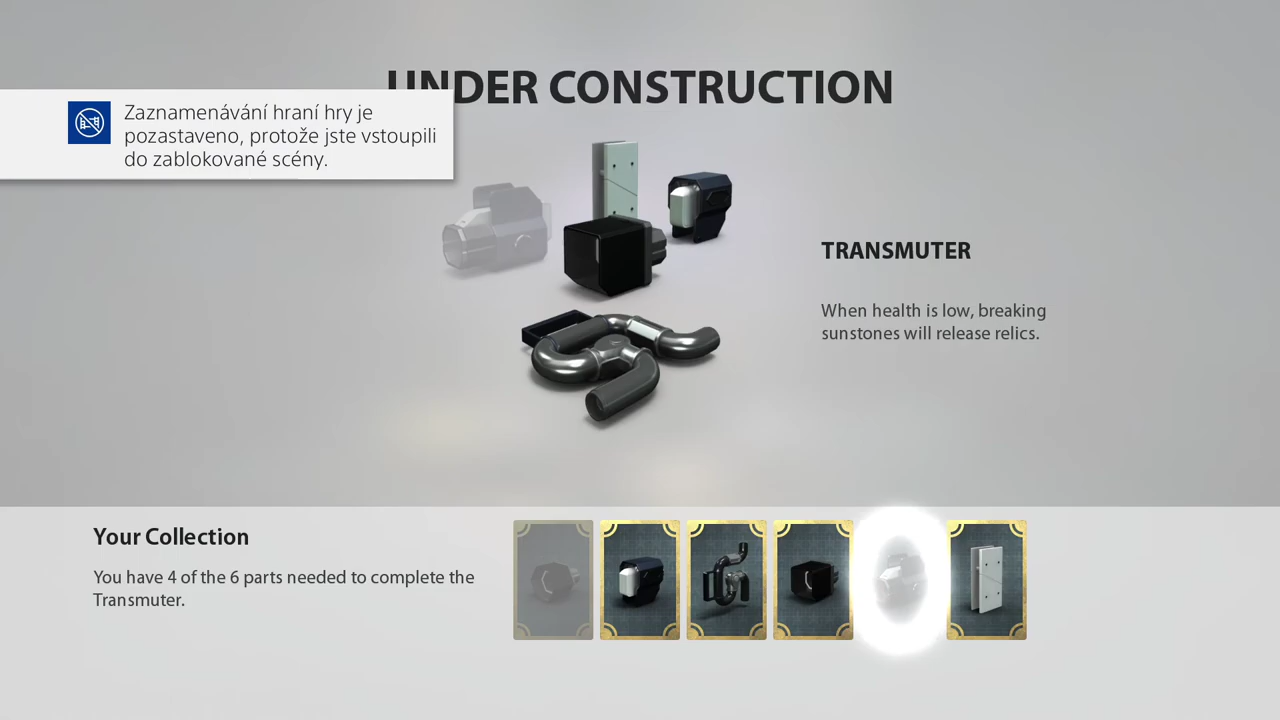 UNDER CONSTRUCTION
Zaznamenávání hraní hry je
pozastaveno, protože jste vstoupili
do zablokované scény.
TRANSMUTER
When health is low, breaking
sunstones will release relics.
Your Collection
You have 4 of the 6 parts needed to complete the
Transmuter.